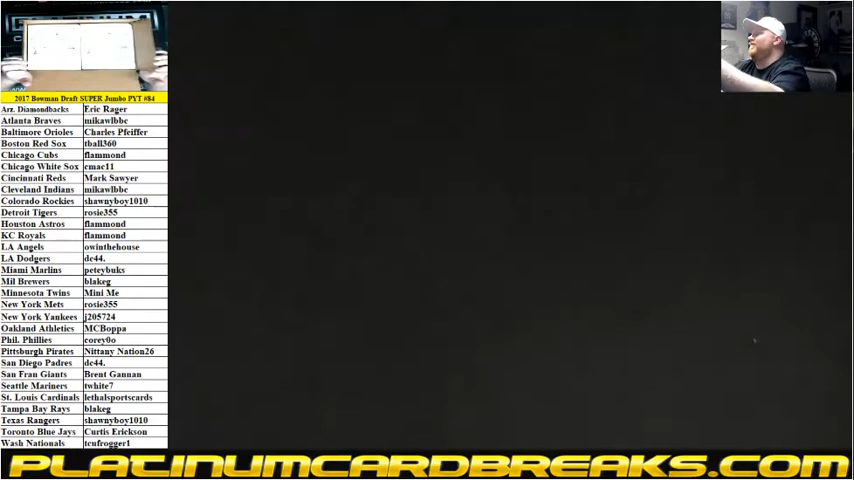 2017 Bowman Draft SUPER Jumbo PYT #84
Arz. Diamondbacks Eric Rager
Atlanta Braves mikawlbbc
Baltimore Orioles Charles Pfeiffer
Boston Red Sox tball360
Chicago Cubs flammond
Chicago White Sox cmac11
Cincinnati Reds Mark Sawyer
Cleveland Indians mikawlbbc
Colorado Rockies shawnyboy1010
Detroit Tigers rosie355
Houston Astros flammond
KC Royals flammond
LA Angels owinthehouse
LA Dodgers dc44.
Miami Marlins peteybuks
Mil Brewers blakeg
Minnesota Twins Mini Me
New York Mets rosie355
New York Yankees j205724
Oakland Athletics MCBoppa
Phil. Phillies corey0o
Pittsburgh Pirates Nittany Nation26
San Diego Padres dc44.
San Fran Giants Brent Gannan
Seattle Mariners twhite7
St. Louis Cardinals lethalsportscards
Tampa Bay Rays blakeg
Texas Rangers shawnyboy1010
Toronto Blue Jays Curtis Erickson
Wash Nationals tcufrogger1
PLATINUMCARDBREAKS.COM